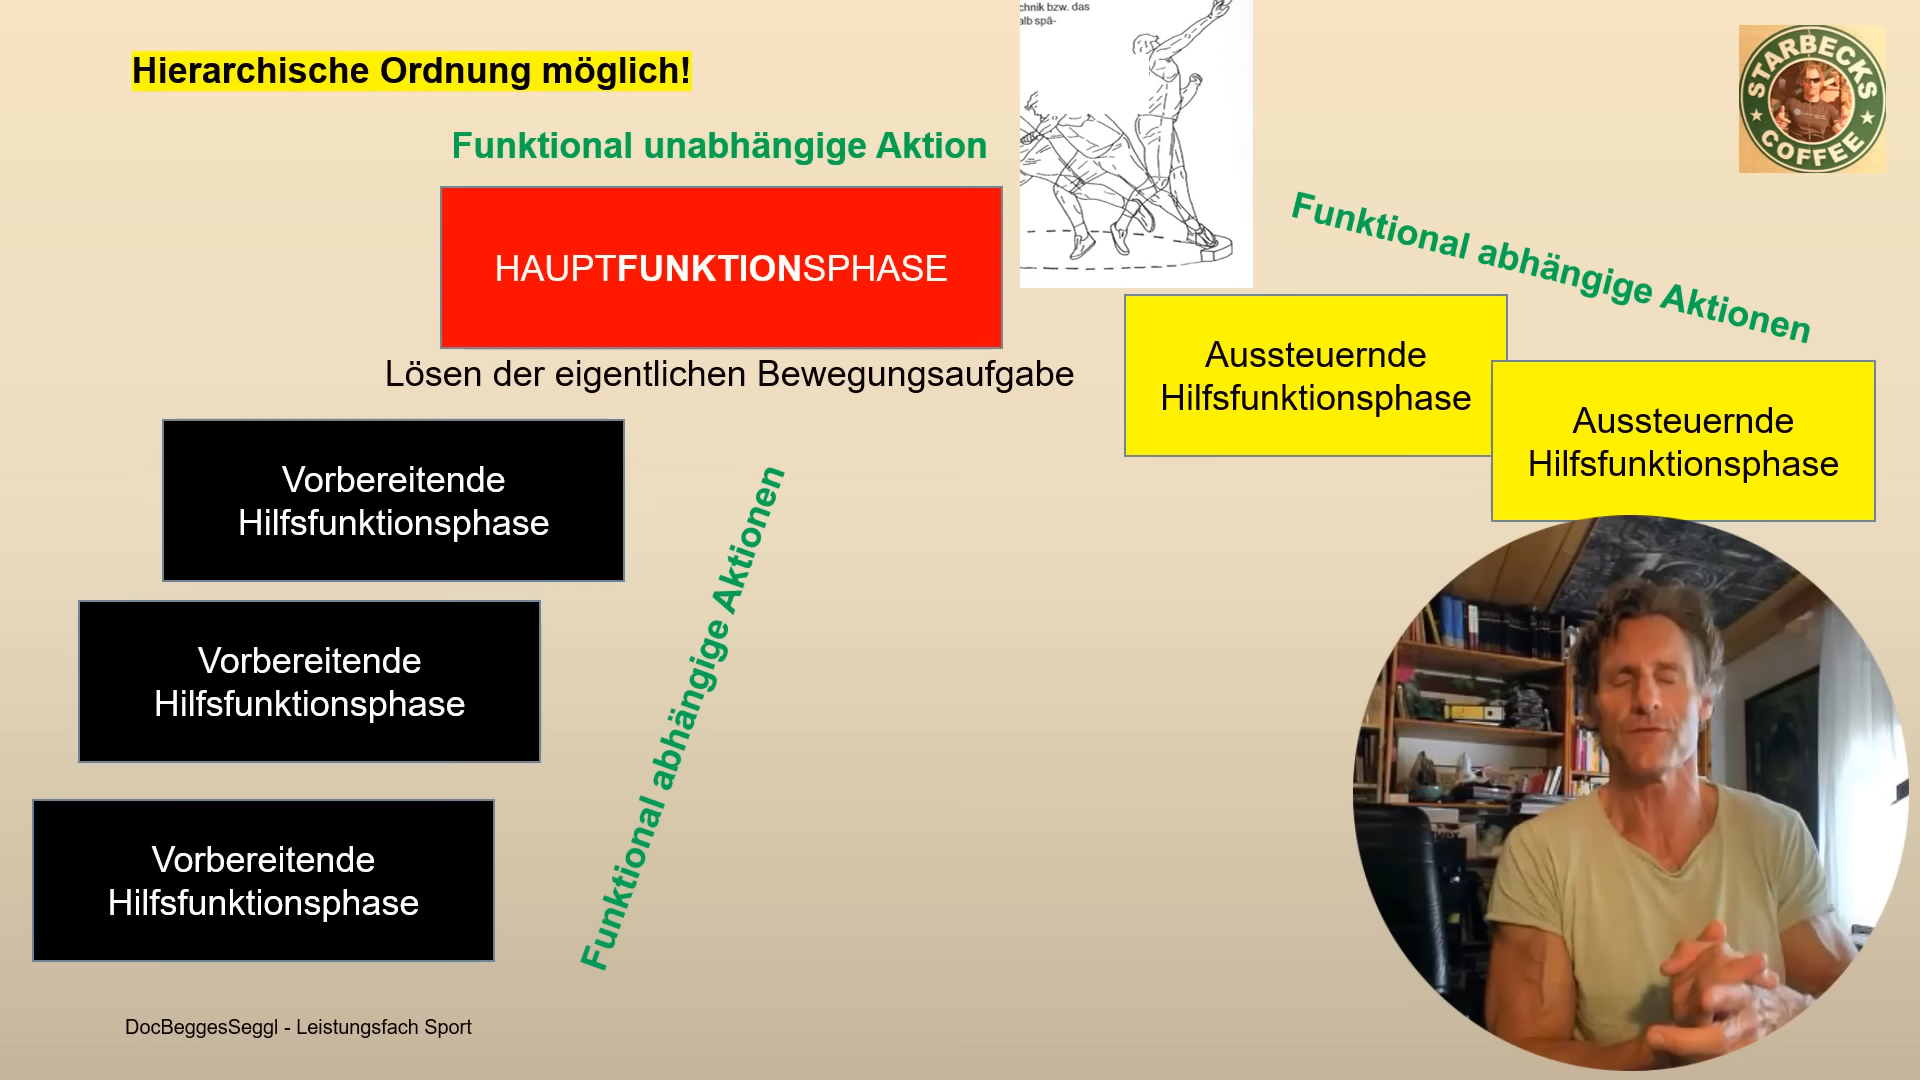 chnik bzw. das
alb spä-
Hierarchische Ordnung möglich!
STARBECKS
COFFEE
Funktional unabhängige Aktion
HAUPTFUNKTIONSPHASE
Funktional abhängige Aktionen
Lösen der eigentlichen Bewegungsaufgabe
Aussteuernde
Hilfsfunktionsphase
Aussteuernde
Hilfsfunktionsphase
Vorbereitende
Hilfsfunktionsphase
Vorbereitende
Hilfsfunktionsphase
Vorbereitende
Hilfsfunktionsphase
Funktional abhängige Aktionen
DocBeggesSeggl - Leistungsfach Sport